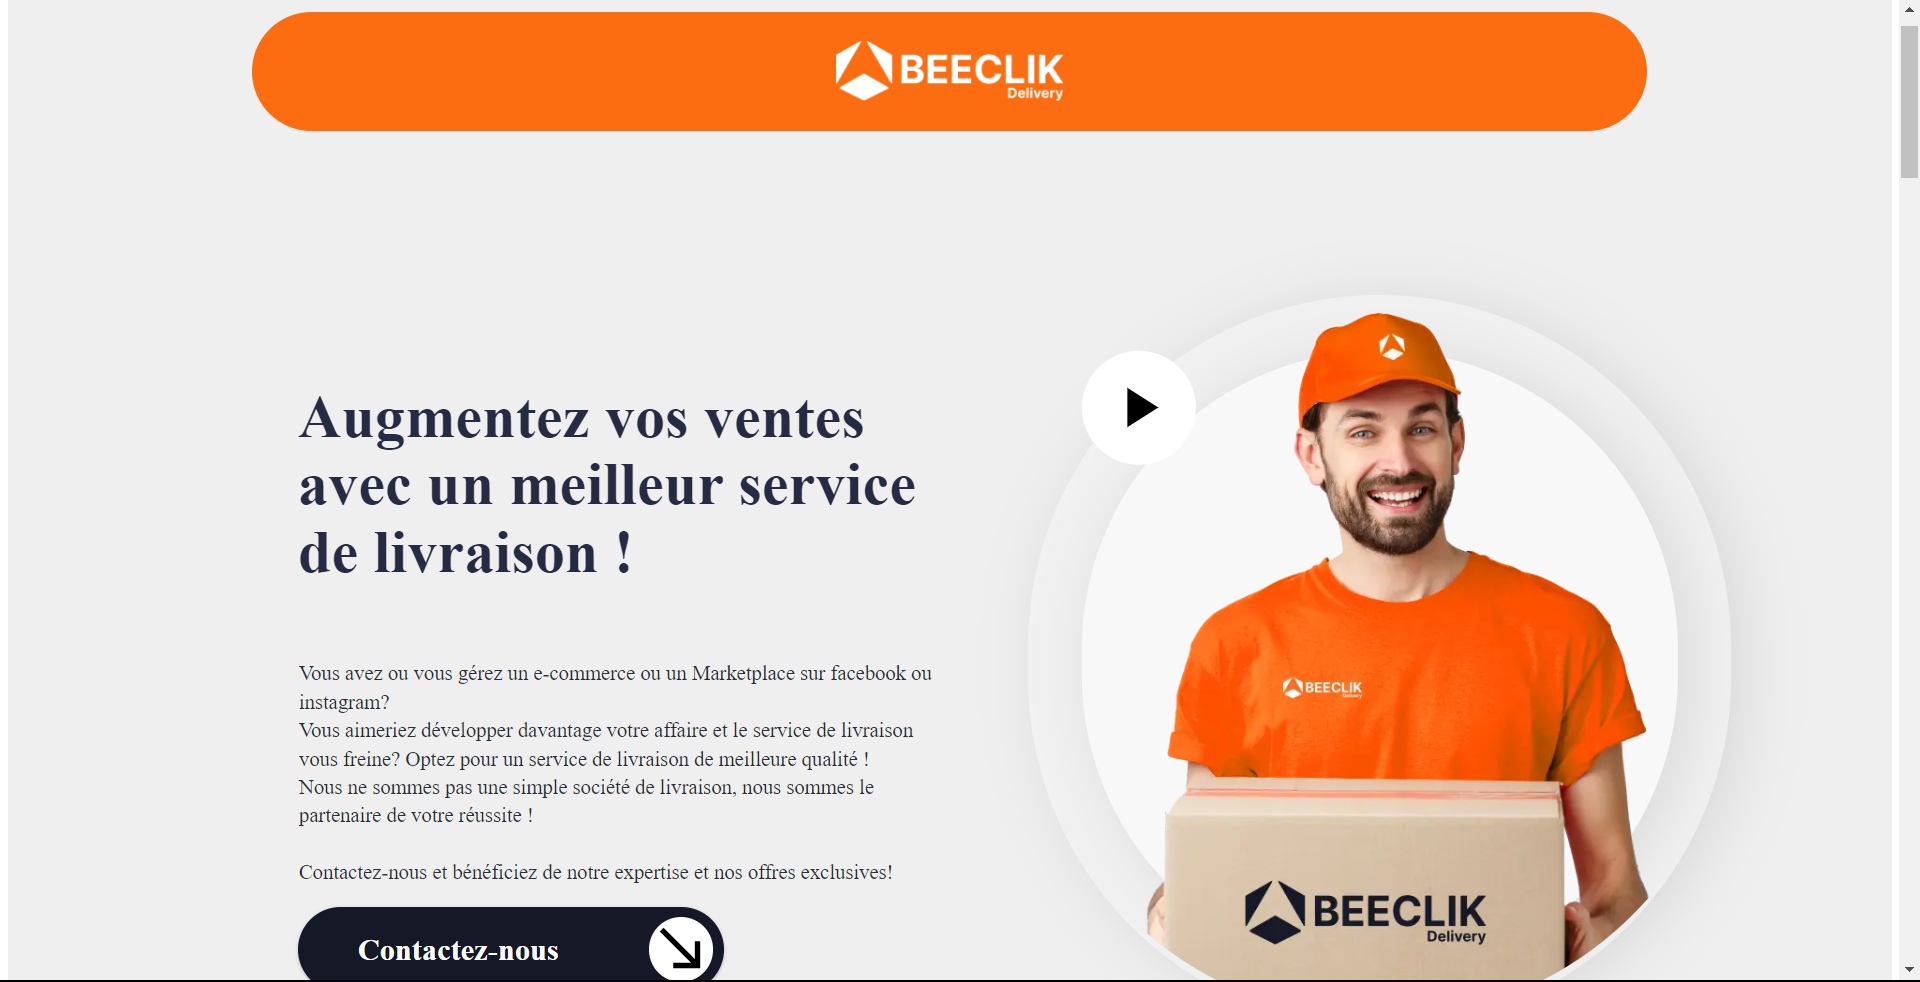 BEECLIK
Delivery
Augmentez vos ventes
avec un meilleur service
de livraison !
Vous avez ou vous gérez un e-commerce ou un Marketplace sur facebook ou
instagram?
Vous aimeriez développer davantage votre affaire et le service de livraison
vous freine? Optez pour un service de livraison de meilleure qualité !
Nous ne sommes pas une simple société de livraison, nous sommes le
partenaire de votre réussite !
Contactez-nous et bénéficiez de notre expertise et nos offres exclusives!
Contactez-nous
BEECLIK
Delivery
BEECLIK
Delivery